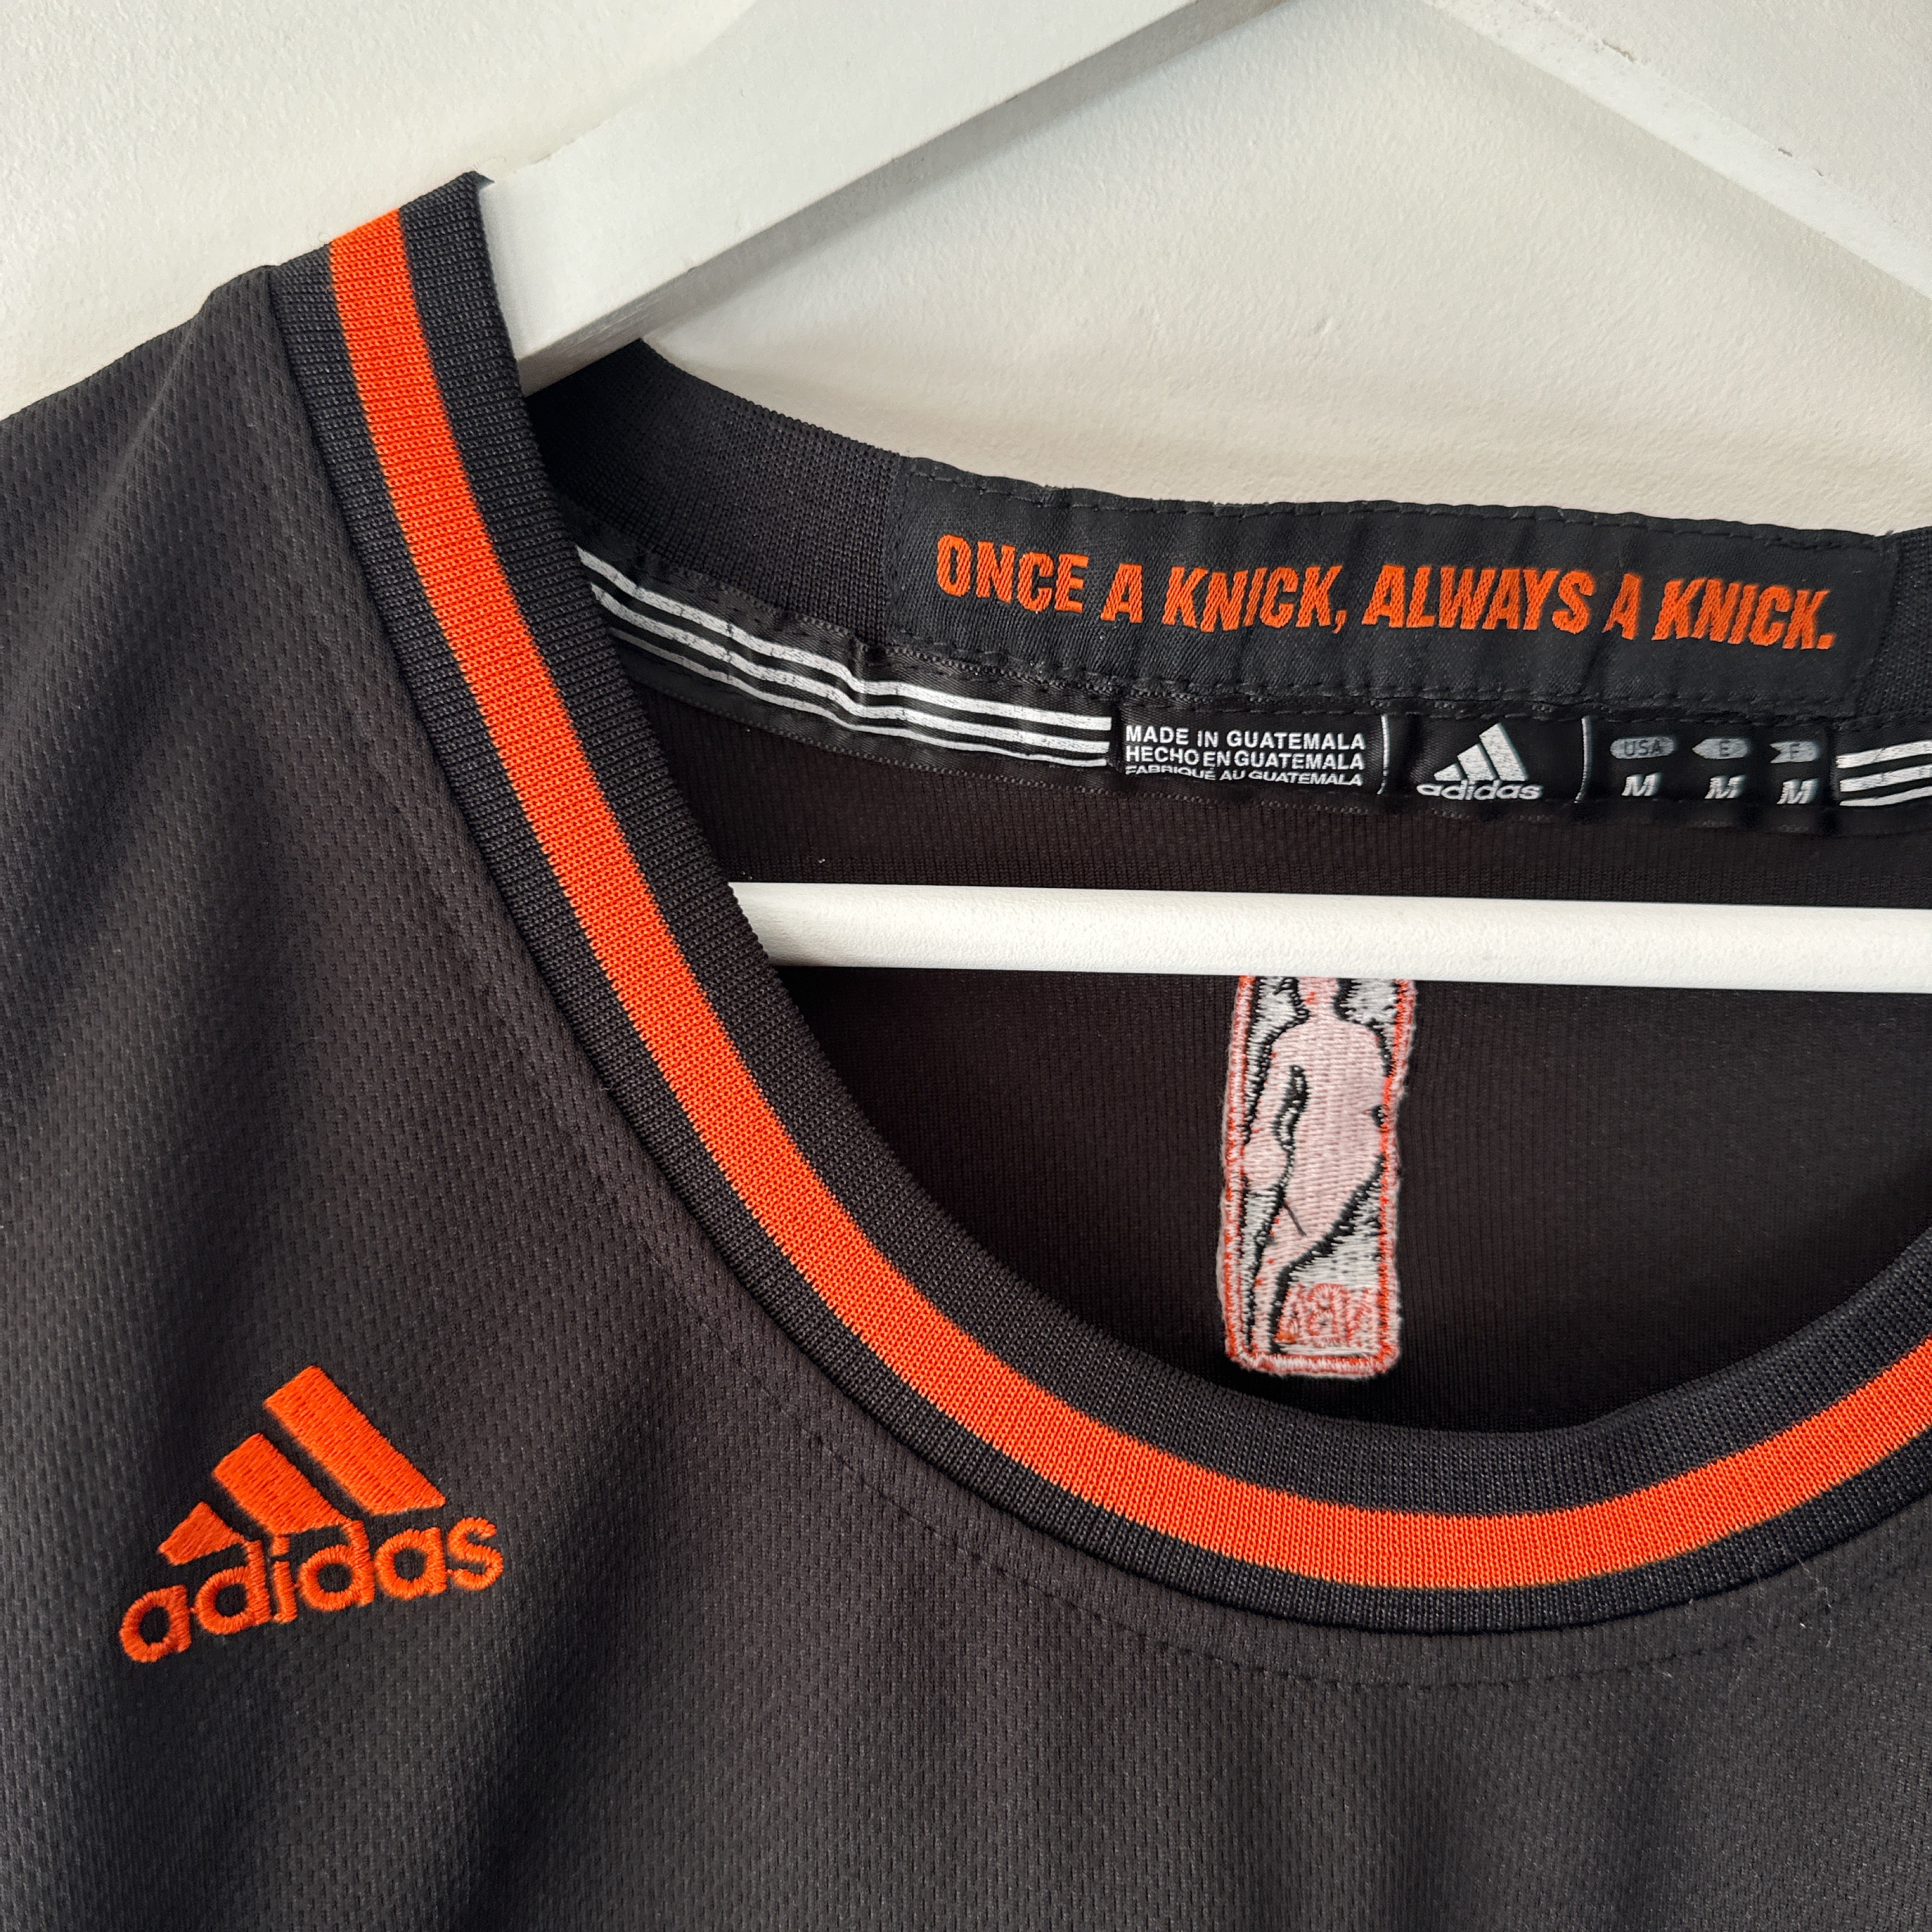 ONCE A KNICK, ALWAYS A KNICK.
MADE IN GUATEMALA
HECHO EN GUATEMALA
FABRIQUÉ AU GUATEMALA
adidas
USA E F
M M M
adidas